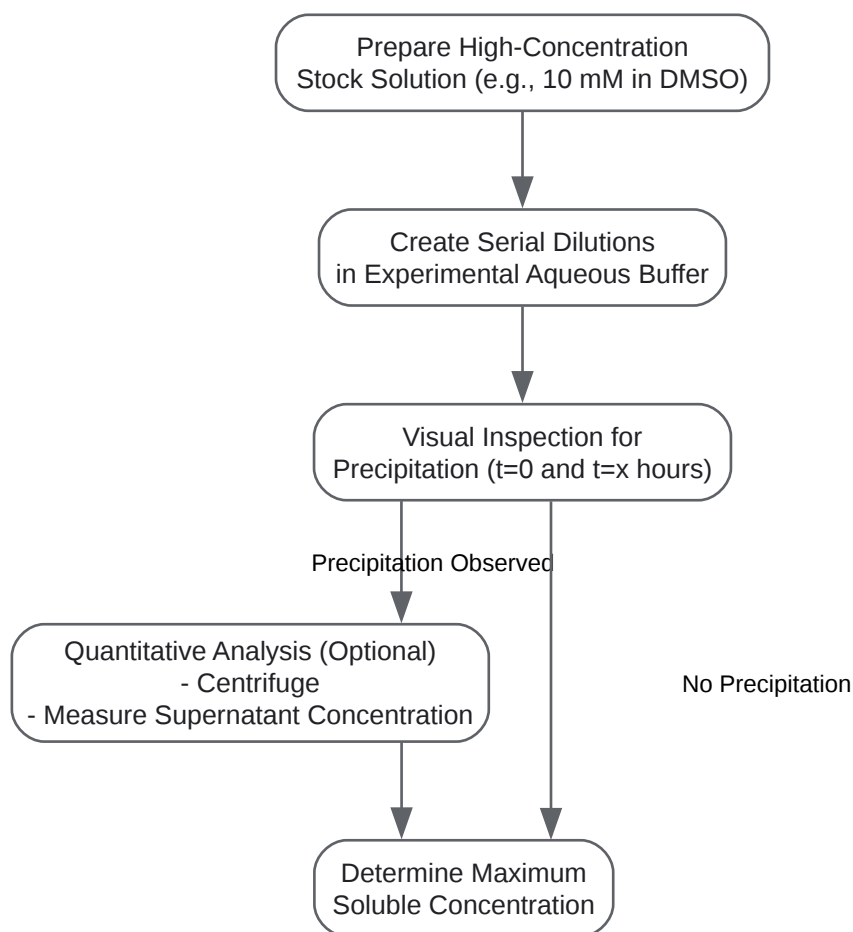 Prepare High-Concentration
Stock Solution (e.g., 10 mM in DMSO)
Create Serial Dilutions
in Experimental Aqueous Buffer
Visual Inspection for
Precipitation (t=0 and t=x hours)
Precipitation Observed
Quantitative Analysis (Optional)
- Centrifuge
- Measure Supernatant Concentration
No Precipitation
Determine Maximum
Soluble Concentration